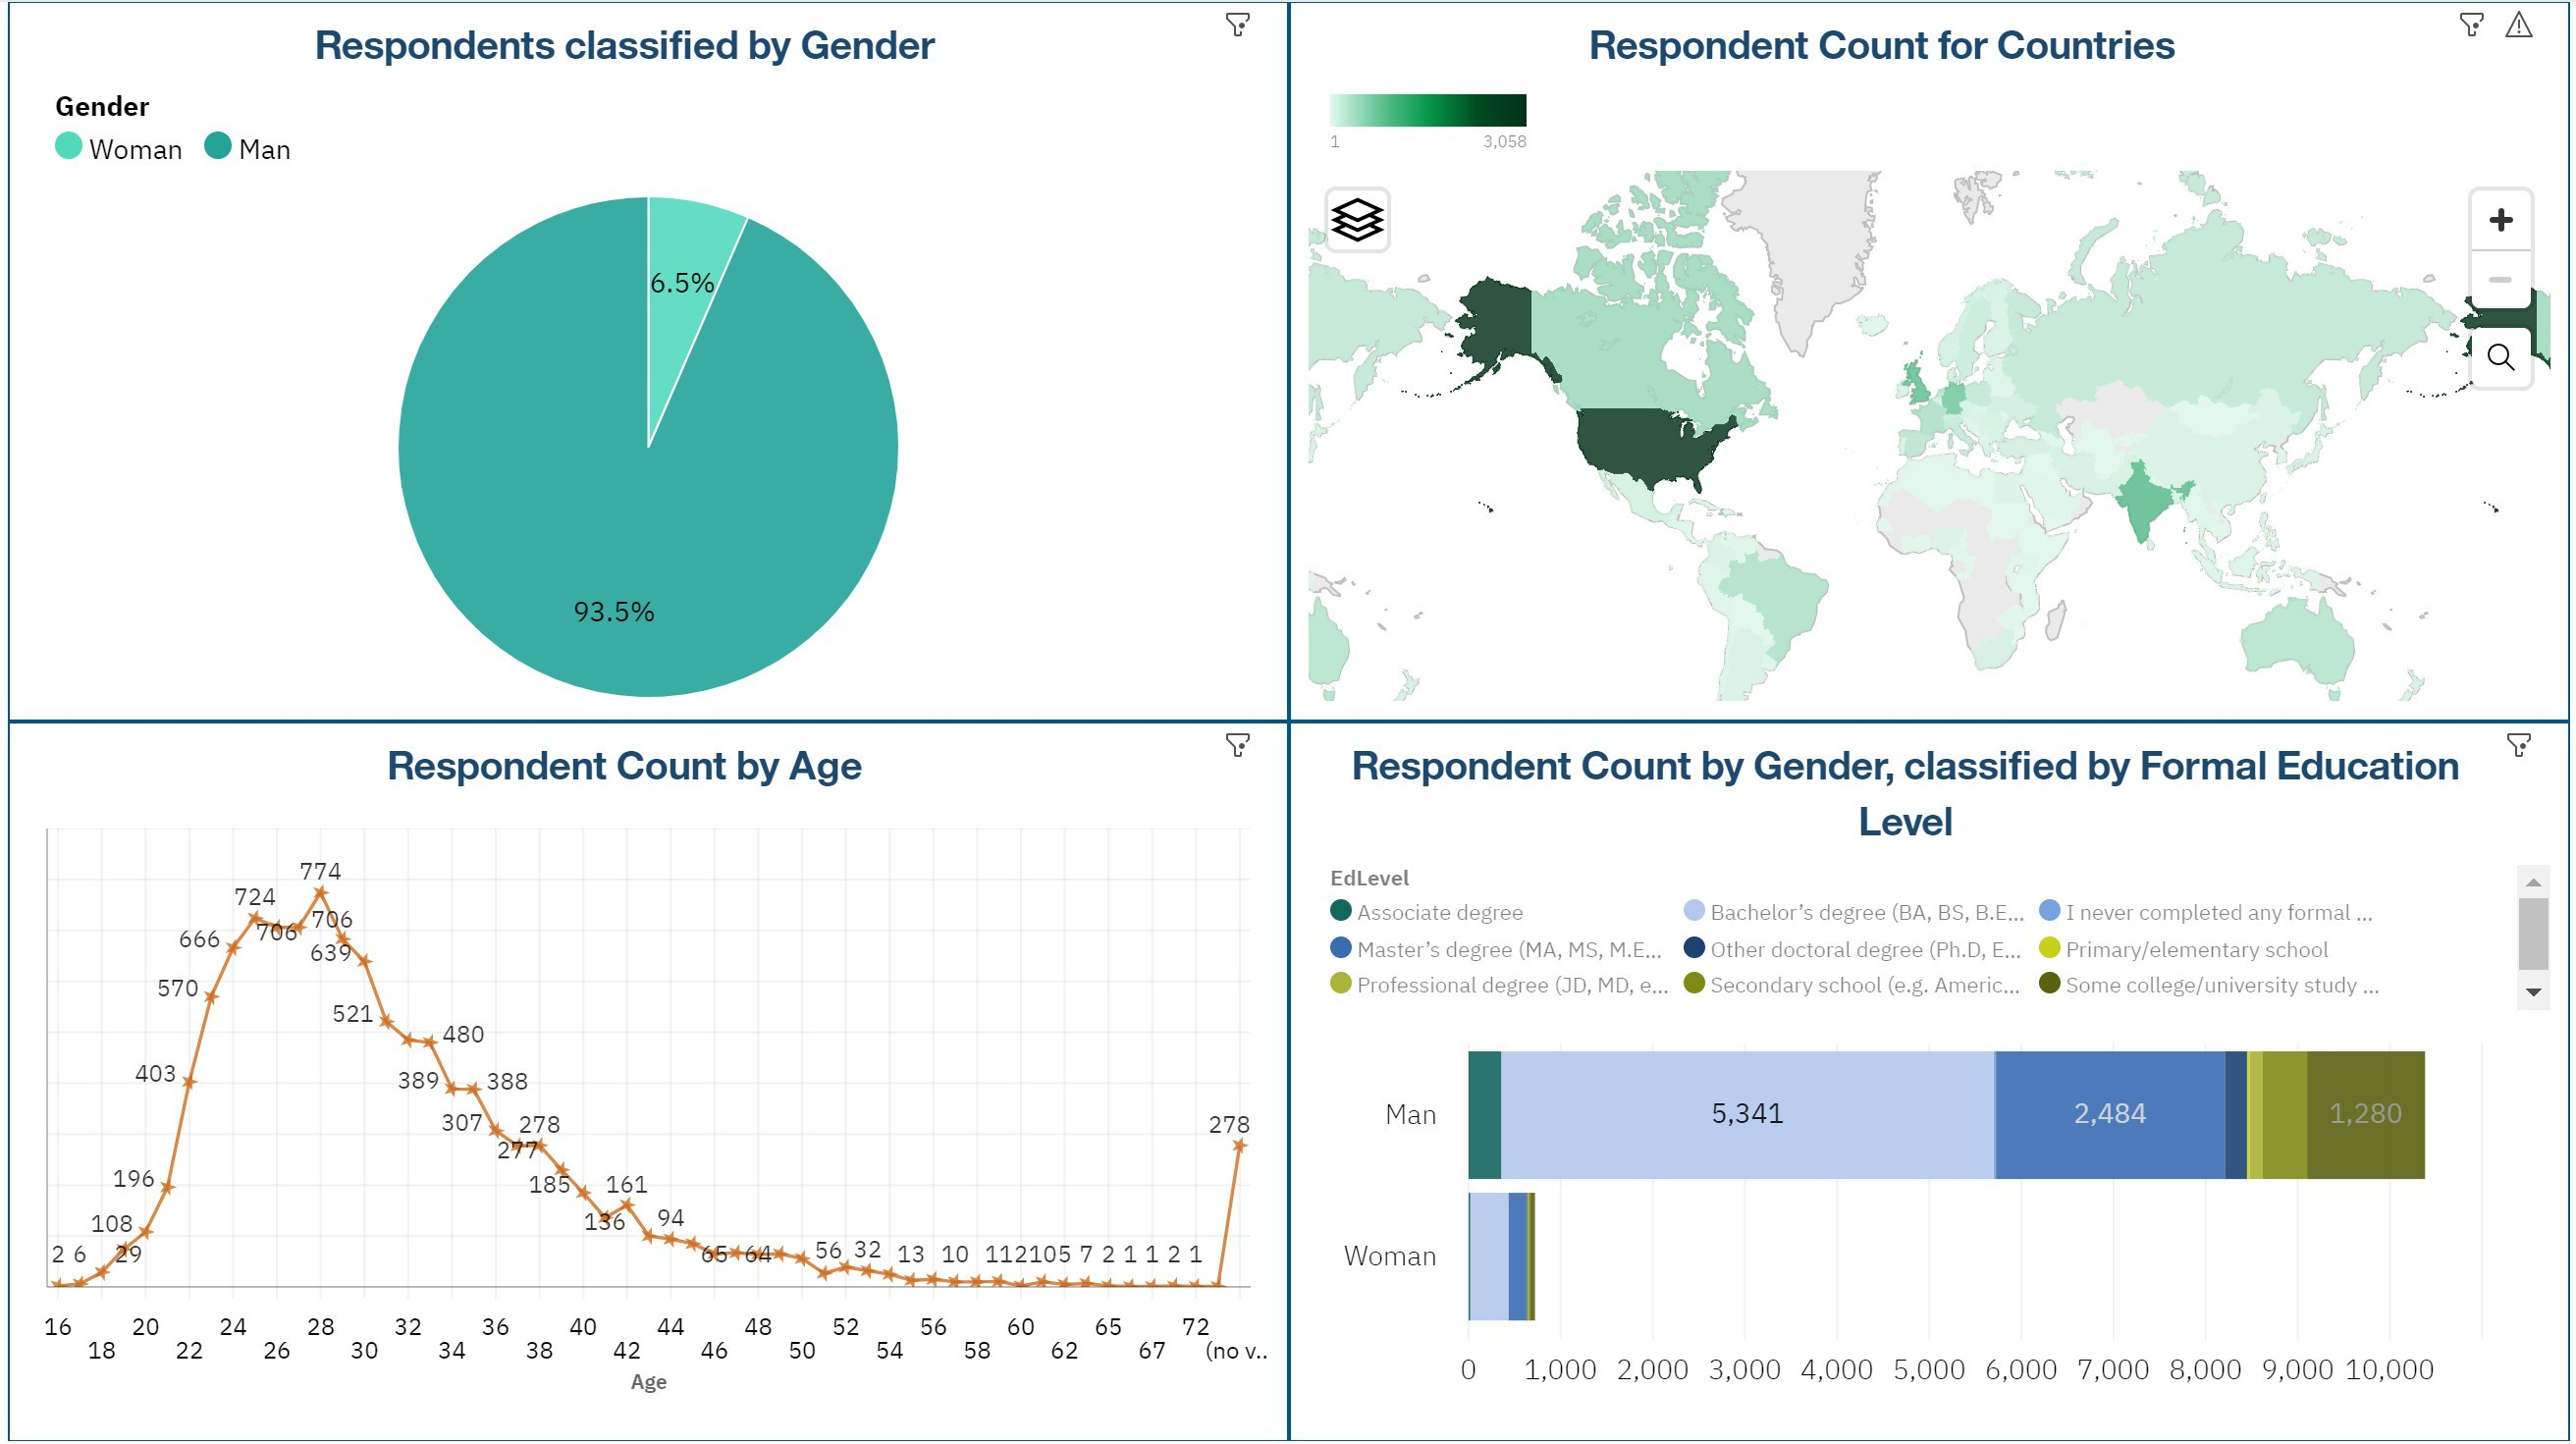 Respondents classified by Gender
Gender
Woman Man
6.5%
93.5%
Respondent Count for Countries
1 3,058
Respondent Count by Age
774
724
706
706
666
639
570
521
480
403
389 388
307 278
277
278
196
185 161
136
108
94
29
2 6
65 64 56 32 13 10 11 2 10 5 7 2 1 1 2 1
16 20 24 28 32 36 40 44 48 52 56 60 65 72
18 22 26 30 34 38 42 46 50 54 58 62 67 (no v..
Age
Respondent Count by Gender, classified by Formal Education
Level
EdLevel
Associate degree Bachelor’s degree (BA, BS, B.E... I never completed any formal ...
Master’s degree (MA, MS, M.E... Other doctoral degree (Ph.D, E... Primary/elementary school
Professional degree (JD, MD, e... Secondary school (e.g. Americ... Some college/university study ...
Man 5,341 2,484 1,280
Woman
0 1,000 2,000 3,000 4,000 5,000 6,000 7,000 8,000 9,000 10,000